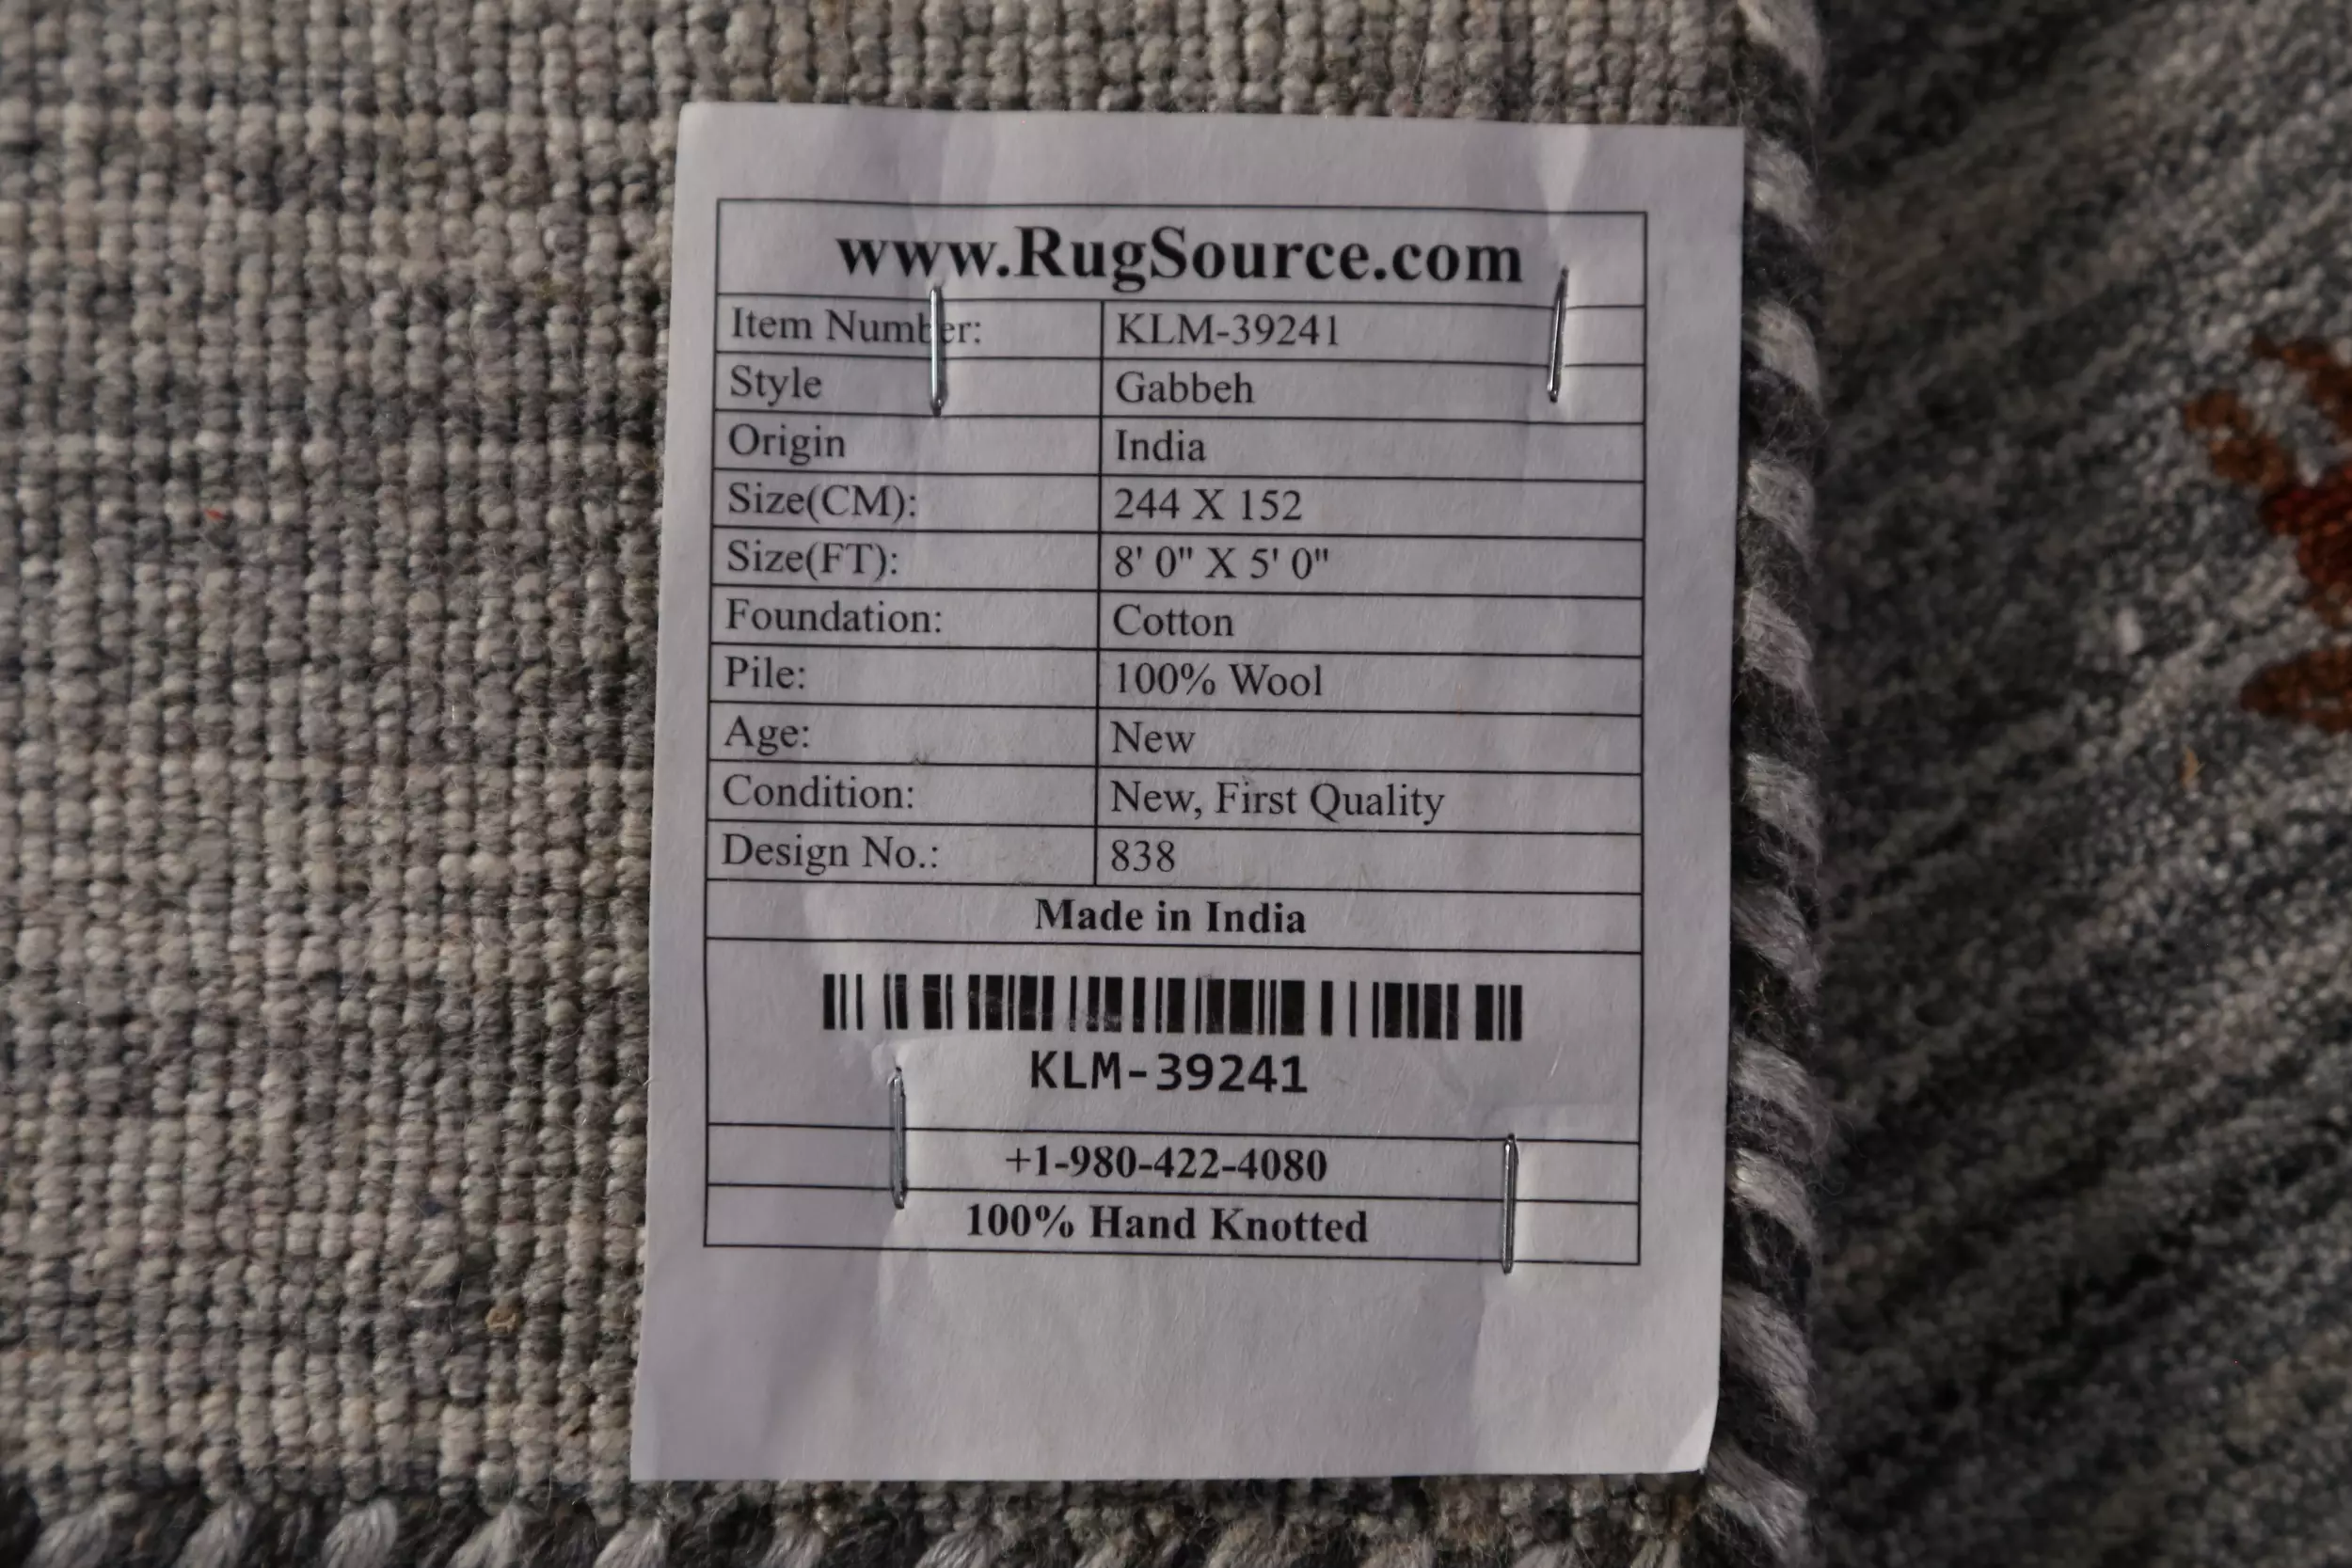 www.RugSource.com
Item Number: KLM-39241
Style Gabbeh
Origin India
Size(CM): 244 X 152
Size(FT): 8' 0" X 5' 0"
Foundation: Cotton
Pile: 100% Wool
Age: New
Condition: New, First Quality
Design No.: 838
Made in India
KLM-39241
+1-980-422-4080
100% Hand Knotted